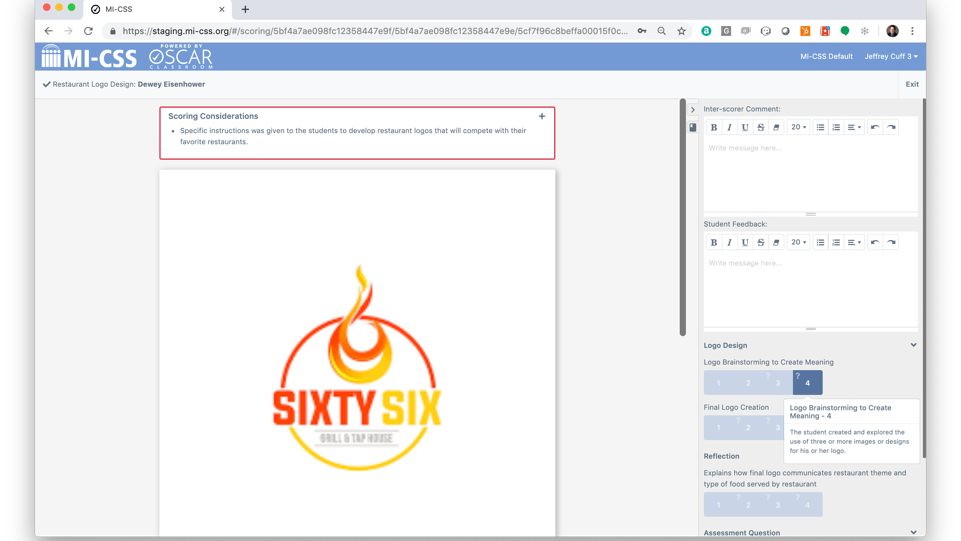 MI-CSS
https://staging.mi-css.org/#/scoring/5bf4a7ae098fc12358447e9f/5bf4a7ae098fc12358447e9e/5cf7f96c8beffa00015f0c...
MI-CSS
POWERED BY
OSCAR
CLASSROOM
MI-CSS Default
Jeffrey Cuff 3
Restaurant Logo Design: Dewey Eisenhower
Exit
Scoring Considerations
Specific instructions was given to the students to develop restaurant logos that will compete with their
favorite restaurants.
SIXTY SIX
GRILL & TAP HOUSE
Inter-scorer Comment:
B I U S 20
Write message here...
Student Feedback:
B I U S 20
Write message here...
Logo Design
Logo Brainstorming to Create Meaning
1 2 ? 3 ? 4
Final Logo Creation
1 2 ? 3
Logo Brainstorming to Create
Meaning - 4
The student created and explored the
use of three or more images or designs
for his or her logo.
Reflection
Explains how final logo communicates restaurant theme and
type of food served by restaurant
1 ? 2 ? 3 ? 4
Assessment Question